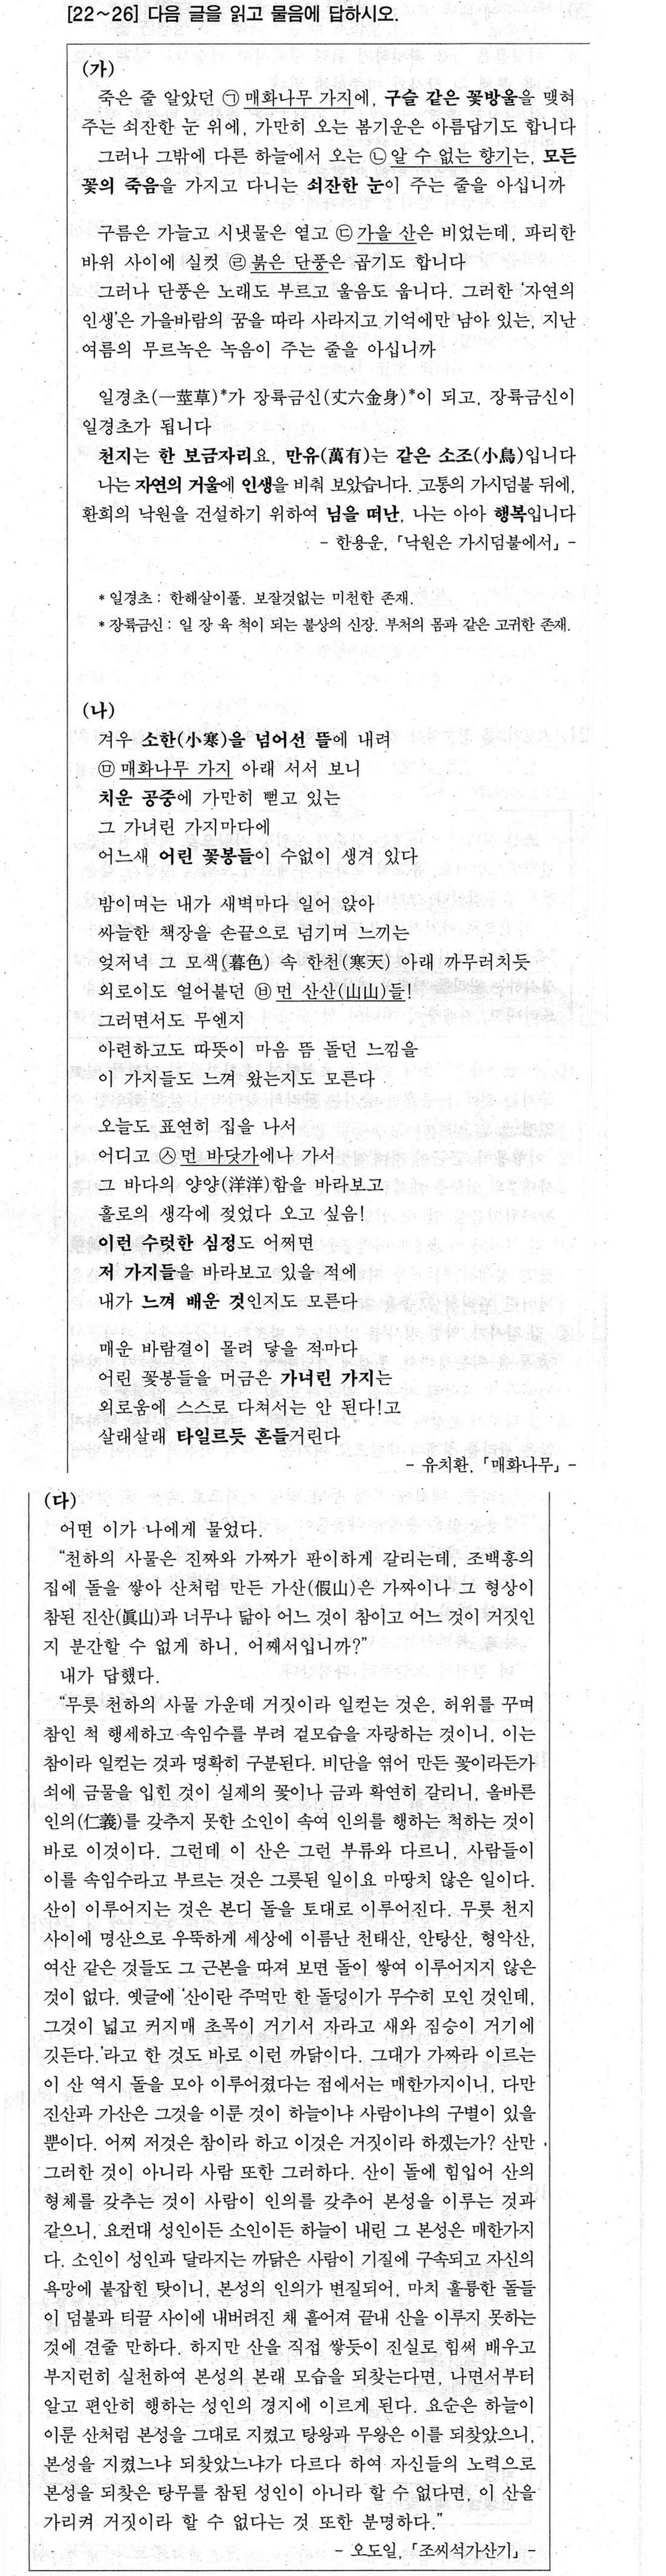 [22~26] 다음 글을 읽고 물음에 답하시오.
(가)
죽은 줄 알았던 ㉠매화나무 가지에, 구슬 같은 꽃방울을 맺혀
주는 쇠잔한 눈 위에, 가만히 오는 봄기운은 아름답기도 합니다
그러나 그밖에 다른 하늘에서 오는 ㉡알 수 없는 향기는, 모든
꽃의 죽음을 가지고 다니는 쇠잔한 눈이 주는 줄을 아십니까
구름은 가늘고 시냇물은 옅고 ㉢가을 산은 비었는데, 파리한
바위 사이에 실컷 ㉣붉은 단풍은 곱기도 합니다
그러나 단풍은 노래도 부르고 울음도 웁니다. 그러한 ‘자연의
인생’은 가을바람의 꿈을 따라 사라지고 기억에만 남아 있는, 지난
여름의 무르녹은 녹음이 주는 줄을 아십니까
일경초(一莖草)*가 장륙금신(丈六金身)*이 되고, 장륙금신이
일경초가 됩니다
천지는 한 보금자리요, 만유(萬有)는 같은 소조(小鳥)입니다
나는 자연의 거울에 인생을 비춰 보았습니다. 고통의 가시덤불 뒤에,
환희의 낙원을 건설하기 위하여 님을 떠난, 나는 아아 행복입니다
- 한용운, 「낙원은 가시덤불에서」 -
* 일경초 : 한해살이풀. 보잘것없는 미천한 존재.
* 장륙금신 : 일 장 육 척이 되는 불상의 신장. 부처의 몸과 같은 고귀한 존재.
(나)
겨우 소한(小寒)을 넘어선 뜰에 내려
㉤매화나무 가지 아래 서서 보니
치운 공중에 가만히 뻗고 있는
그 가녀린 가지마다에
어느새 어린 꽃봉들이 수없이 생겨 있다
밤이며는 내가 새벽마다 일어 앉아
싸늘한 책장을 손끝으로 넘기며 느끼는
엊저녁 그 모색(暮色) 속 한천(寒天) 아래 까무러치듯
외로이도 얼어붙던 ㉥먼 산산(山山)들!
그러면서도 무엔지
아련하고도 따뜻이 마음 뜸 돌던 느낌을
이 가지들도 느껴 왔는지도 모른다
오늘도 표연히 집을 나서
어디고 ㉦먼 바닷가에나 가서
그 바다의 양양(洋洋)함을 바라보고
홀로의 생각에 젖었다 오고 싶음!
이런 수럿한 심정도 어쩌면
저 가지들을 바라보고 있을 적에
내가 느껴 배운 것인지도 모른다
매운 바람결이 몰려 닿을 적마다
어린 꽃봉들을 머금은 가녀린 가지는
외로움에 스스로 다쳐서는 안 된다!고
살래살래 타일르듯 흔들거린다
- 유치환, 「매화나무」 -
(다)
어떤 이가 나에게 물었다.
“천하의 사물은 진짜와 가짜가 판이하게 갈리는데, 조백흥의
집에 돌을 쌓아 산처럼 만든 가산(假山)은 가짜이나 그 형상이
참된 진산(眞山)과 너무나 닮아 어느 것이 참이고 어느 것이 거짓인
지 분간할 수 없게 하니, 어째서입니까?”
내가 답했다.
“무릇 천하의 사물 가운데 거짓이라 일컫는 것은, 허위를 꾸며
참인 척 행세하고 속임수를 부려 겉모습을 자랑하는 것이니, 이는
참이라 일컫는 것과 명확히 구분된다. 비단을 엮어 만든 꽃이라든가
쇠에 금물을 입힌 것이 실제의 꽃이나 금과 확연히 갈리니, 올바른
인의(仁義)를 갖추지 못한 소인이 속여 인의를 행하는 척하는 것이
바로 이것이다. 그런데 이 산은 그런 부류와 다르니, 사람들이
이를 속임수라고 부르는 것은 그릇된 일이요 마땅치 않은 일이다.
산이 이루어지는 것은 본디 돌을 토대로 이루어진다. 무릇 천지
사이에 명산으로 우뚝하게 세상에 이름난 천태산, 안탕산, 형악산,
여산 같은 것들도 그 근본을 따져 보면 돌이 쌓여 이루어지지 않은
것이 없다. 옛글에 ‘산이란 주먹만 한 돌덩이가 무수히 모인 것인데,
그것이 넓고 커지매 초목이 거기서 자라고 새와 짐승이 거기에
깃든다.’라고 한 것도 바로 이런 까닭이다. 그대가 가짜라 이르는
이 산 역시 돌을 모아 이루어졌다는 점에서는 매한가지이니, 다만
진산과 가산은 그것을 이룬 것이 하늘이냐 사람이냐의 구별이 있을
뿐이다. 어찌 저것은 참이라 하고 이것은 거짓이라 하겠는가? 산만
그러한 것이 아니라 사람 또한 그러하다. 산이 돌에 힘입어 산의
형체를 갖추는 것이 사람이 인의를 갖추어 본성을 이루는 것과
같으니, 요컨대 성인이든 소인이든 하늘이 내린 그 본성은 매한가지
다. 소인이 성인과 달라지는 까닭은 사람이 기질에 구속되고 자신의
욕망에 붙잡힌 탓이니, 본성의 인의가 변질되어, 마치 훌륭한 돌들
이 덤불과 티끌 사이에 내버려진 채 흩어져 끝내 산을 이루지 못하는
것에 견줄 만하다. 하지만 산을 직접 쌓듯이 진실로 힘써 배우고
부지런히 실천하여 본성의 본래 모습을 되찾는다면, 나면서부터
알고 편안히 행하는 성인의 경지에 이르게 된다. 요순은 하늘이
이룬 산처럼 본성을 그대로 지켰고 탕왕과 무왕은 이를 되찾았으니,
본성을 지켰느냐 되찾았느냐가 다르다 하여 자신들의 노력으로
본성을 되찾은 탕무를 참된 성인이 아니라 할 수 없다면, 이 산을
가리켜 거짓이라 할 수 없다는 것 또한 분명하다.”
- 오도일, 「조씨석가산기」 -